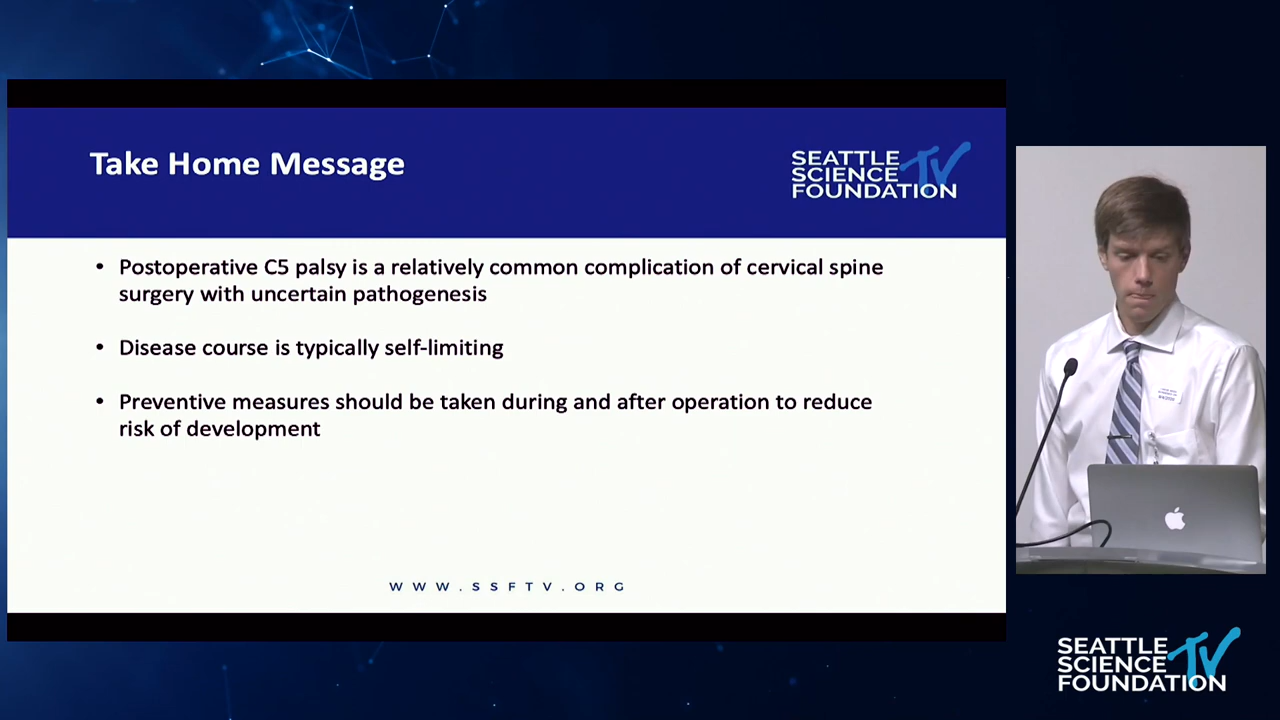 Take Home Message
SEATTLE
SCIENCE TV
FOUNDATION
• Postoperative C5 palsy is a relatively common complication of cervical spine
surgery with uncertain pathogenesis
• Disease course is typically self-limiting
• Preventive measures should be taken during and after operation to reduce
risk of development
WWW.SSFTV.ORG
SEATTLE
SCIENCE TV
FOUNDATION